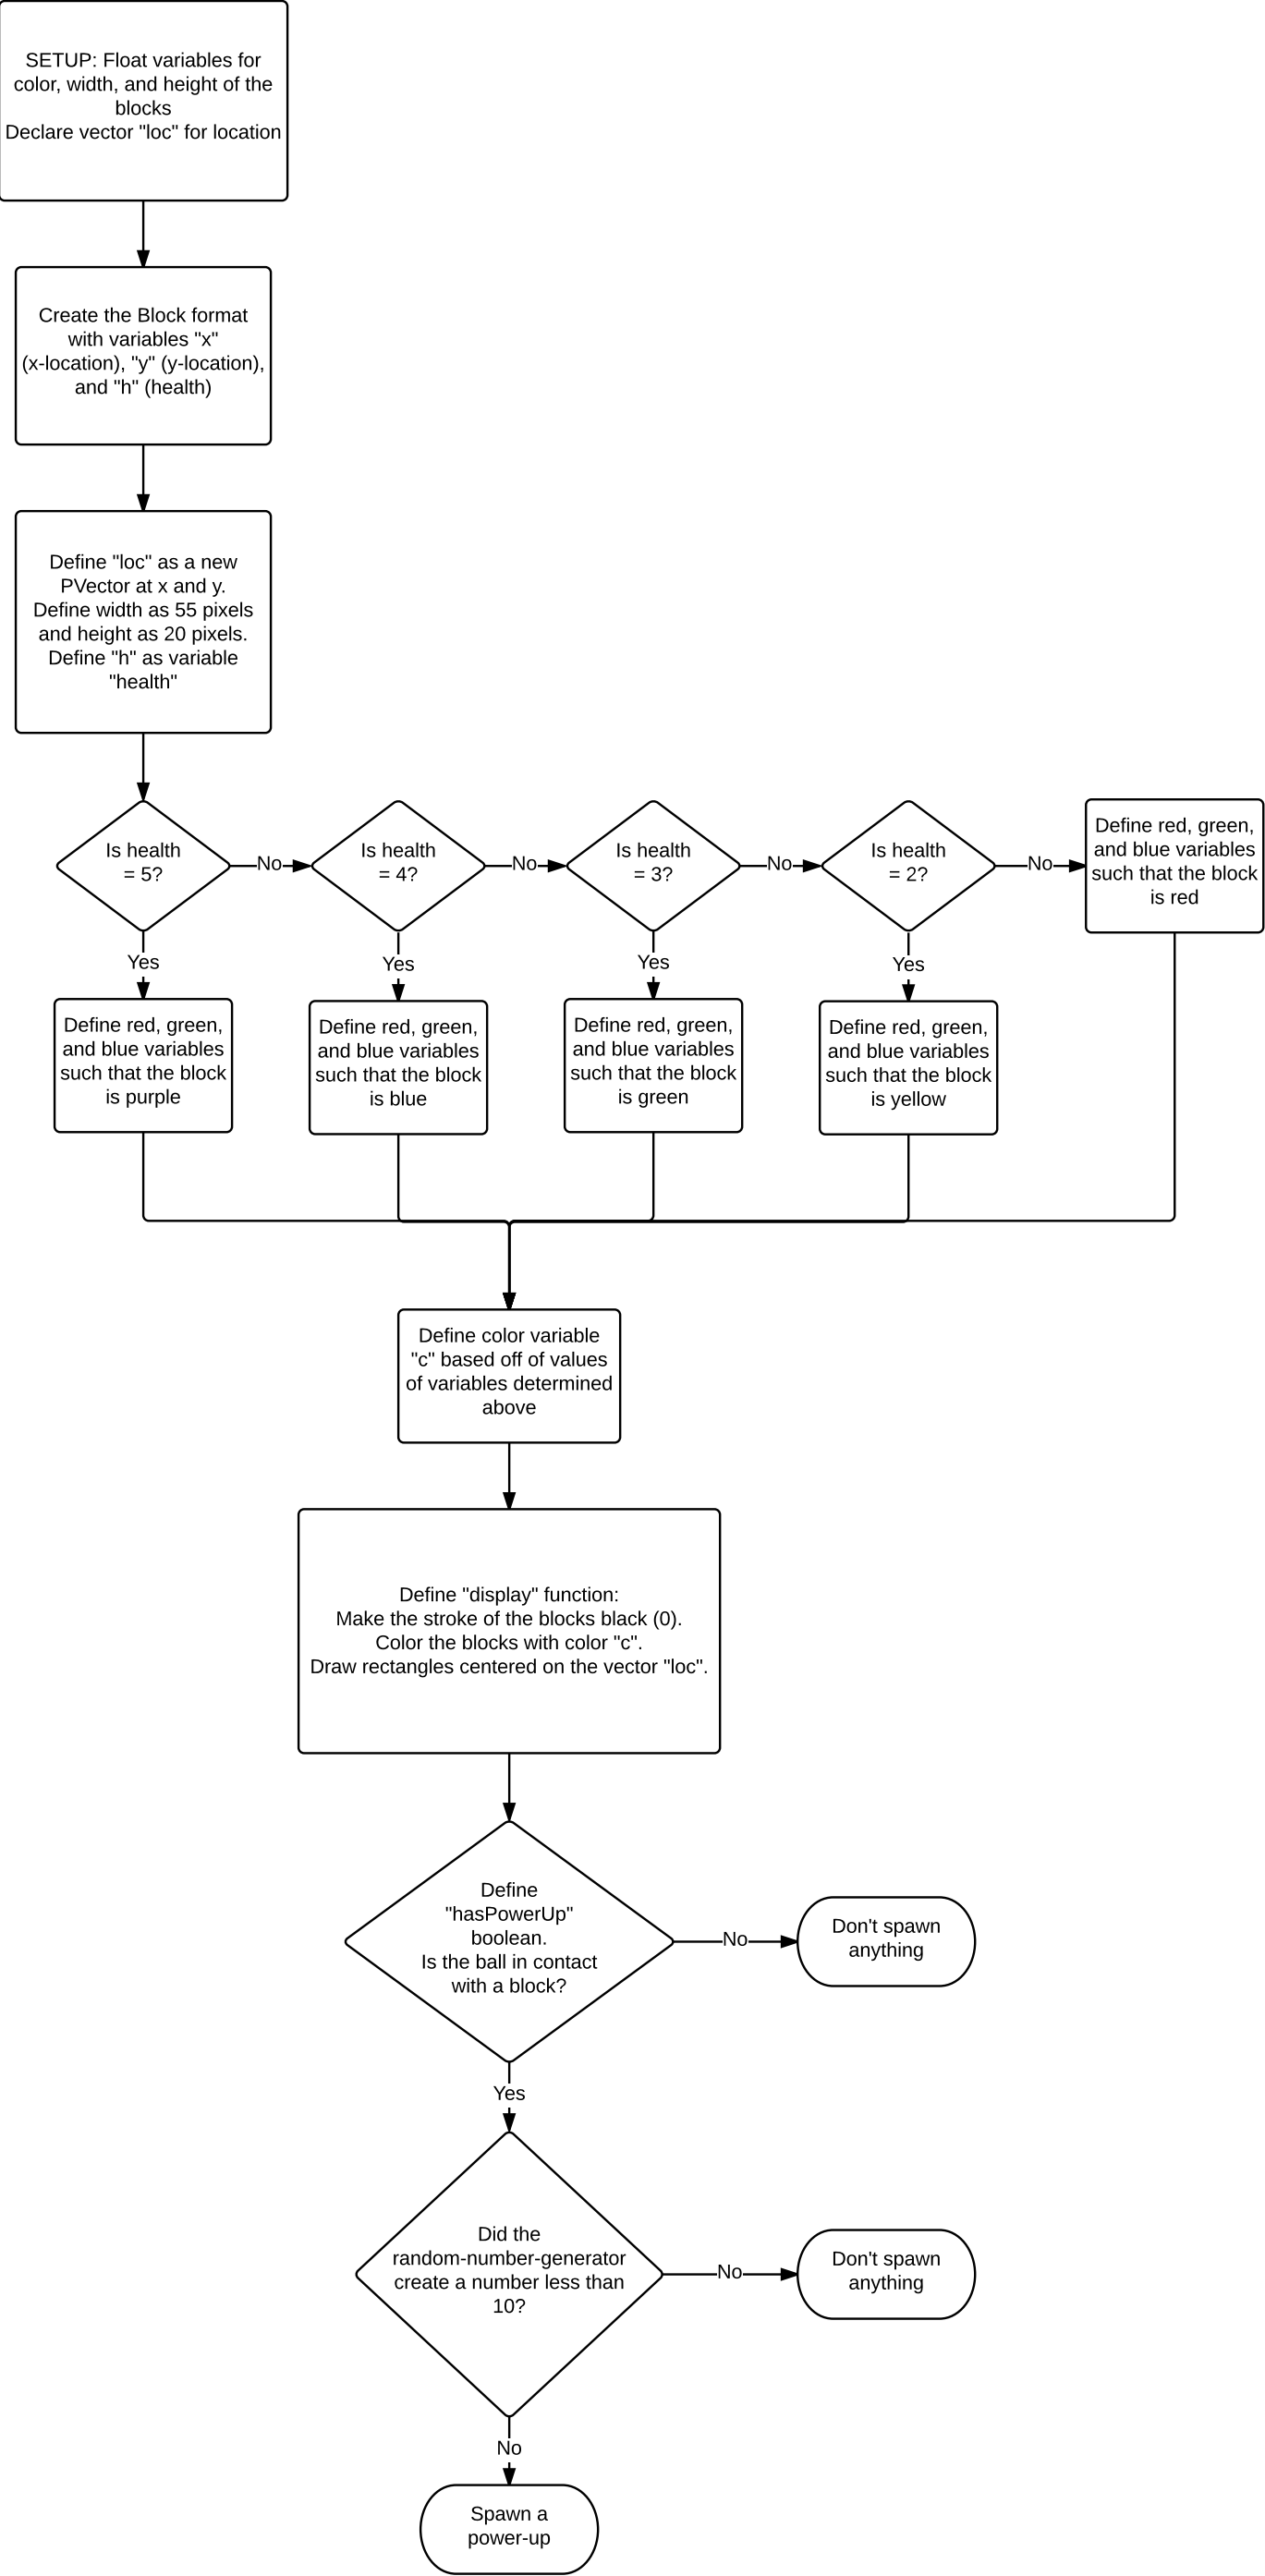 SETUP: Float variables for
color, width, and height of the
blocks
Declare vector "loc" for location
Create the Block format
with variables "x"
(x-location), "y" (y-location),
and "h" (health)
Define "loc" as a new
PVector at x and y.
Define width as 55 pixels
and height as 20 pixels.
Define "h" as variable
"health"
Is health
= 5?
No
Is health
= 4?
No
Is health
= 3?
No
Is health
= 2?
No
Define red, green,
and blue variables
such that the block
is red
Yes
Yes
Yes
Yes
Define red, green,
and blue variables
such that the block
is purple
Define red, green,
and blue variables
such that the block
is blue
Define red, green,
and blue variables
such that the block
is green
Define red, green,
and blue variables
such that the block
is yellow
Define color variable
"c" based off of values
of variables determined
above
Define "display" function:
Make the stroke of the blocks black (0).
Color the blocks with color "c".
Draw rectangles centered on the vector "loc".
Define
"hasPowerUp"
boolean.
Is the ball in contact
with a block?
No
Don't spawn
anything
Yes
Did the
random-number-generator
create a number less than
10?
No
Don't spawn
anything
No
Spawn a
power-up